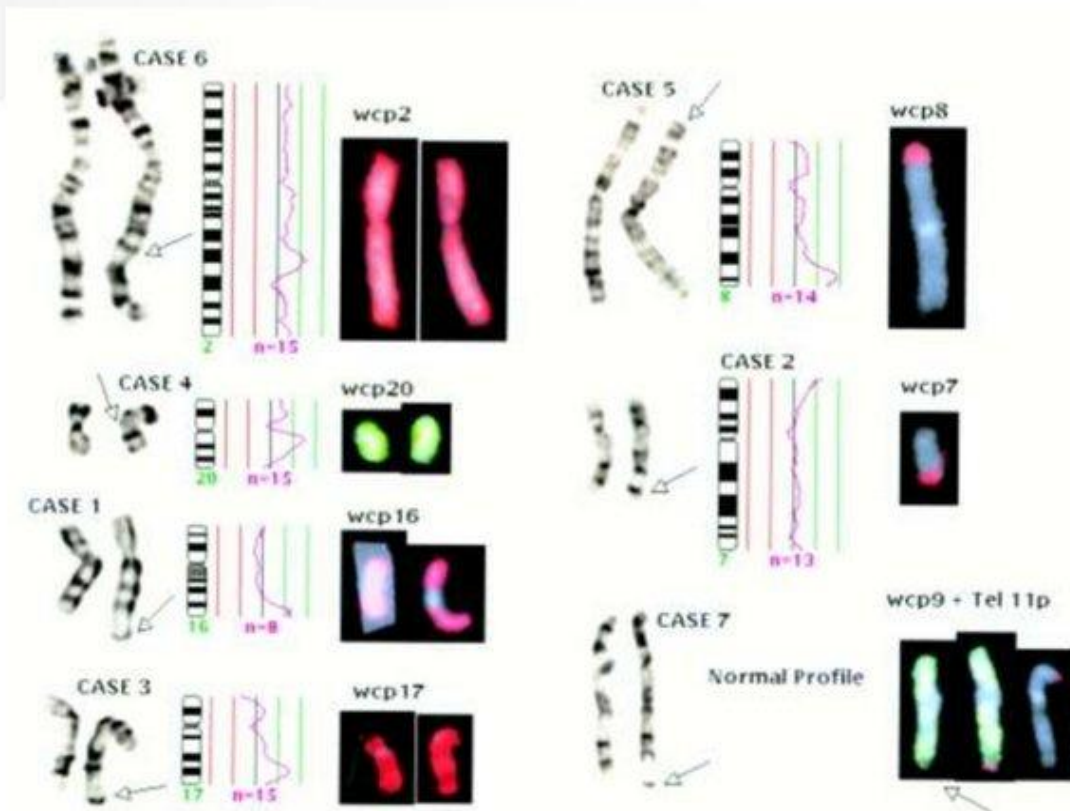 CASE 6
wcp2
2
n=15
CASE 4
wcp20
20
n=15
CASE 1
wcp16
16
n=8
CASE 3
wcp17
17
n=15
CASE 5
wcp8
8
n=14
CASE 2
wcp7
7
n=13
CASE 7
Normal Profile
wcp9 + Tel 11p